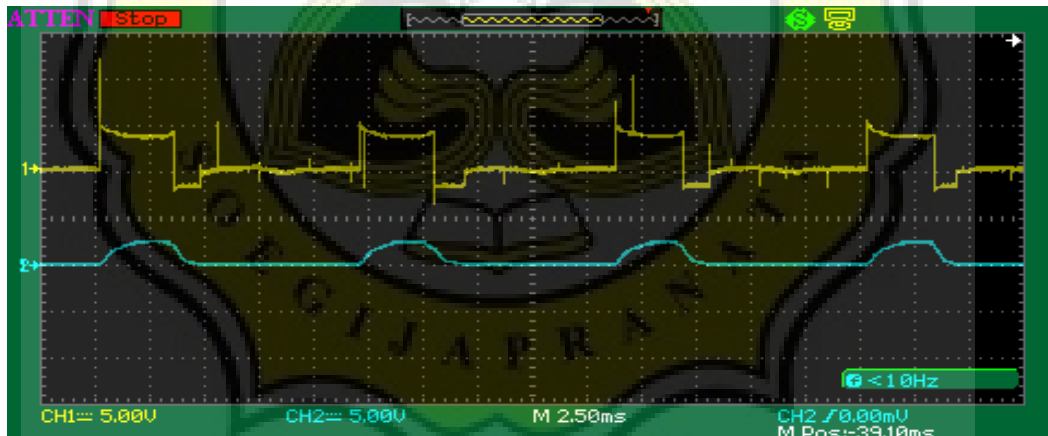 ATTEN Stop
S
1
2
SOEGIJAPRANATA
<10Hz
CH1 5.00V CH2 5.00V M 2.50ms CH2 0.00mV
M Pos:-39.10ms